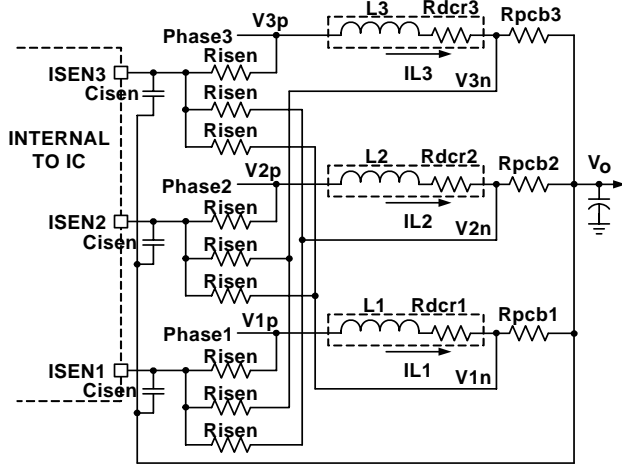 V3p
L3
Rdcr3
Rpcb3
Phase3
Risen
ISEN3
IL3
Cisen
Risen
V3n
Risen
INTERNAL
TO IC
V2p
L2
Rdcr2
Rpcb2
Vo
Phase2
Risen
ISEN2
IL2
Cisen
Risen
V2n
Risen
V1p
L1
Rdcr1
Rpcb1
Phase1
Risen
ISEN1
IL1
Cisen
Risen
V1n
Risen